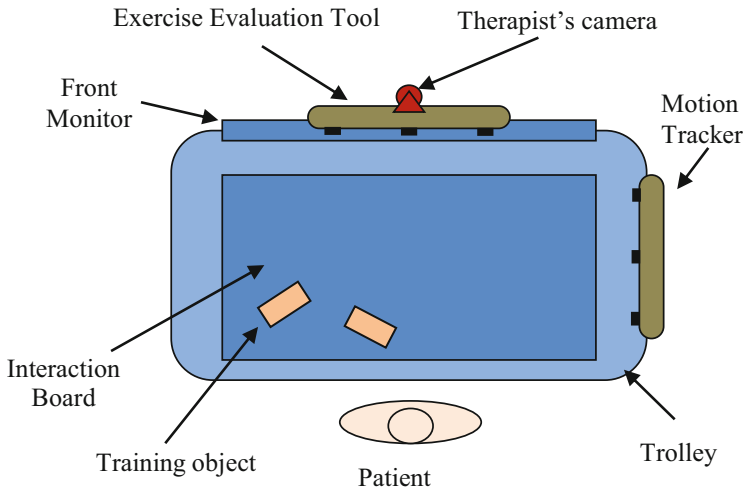 Exercise Evaluation Tool
Therapist's camera
Front
Monitor
Motion
Tracker
Interaction
Board
Training object
Patient
Trolley